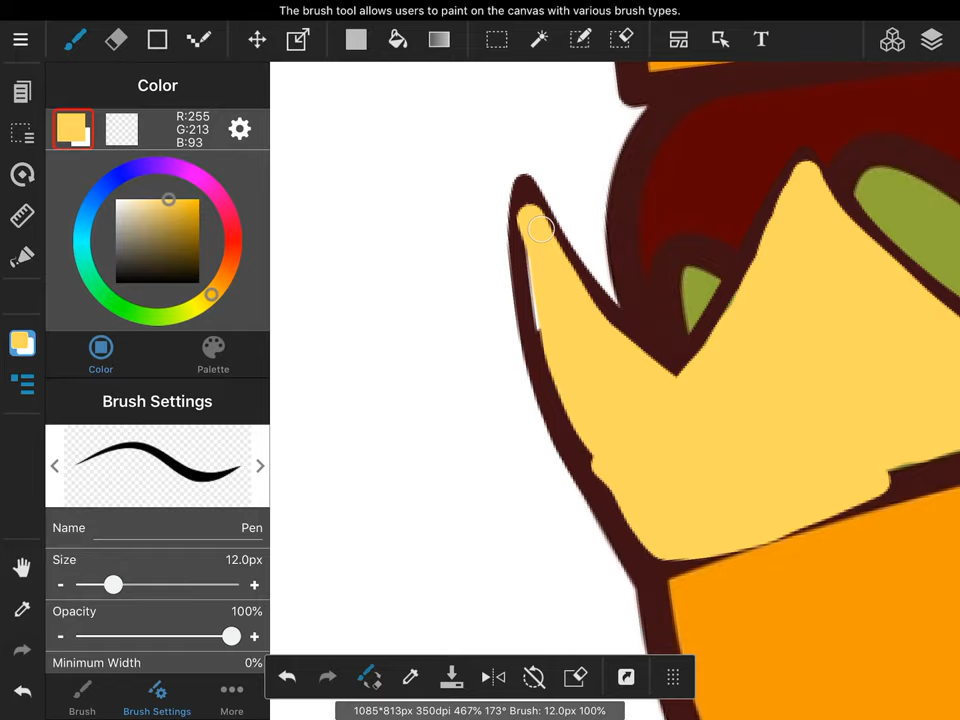 The brush tool allows users to paint on the canvas with various brush types.
T
Color
R:255
G:213
B:93
Color
Palette
Brush Settings
Name
Pen
Size
12.0px
-
+
Opacity
100%
-
+
Minimum Width
0%
Brush
Brush Settings
More
1085*813px 350dpi 467% 173° Brush: 12.0px 100%